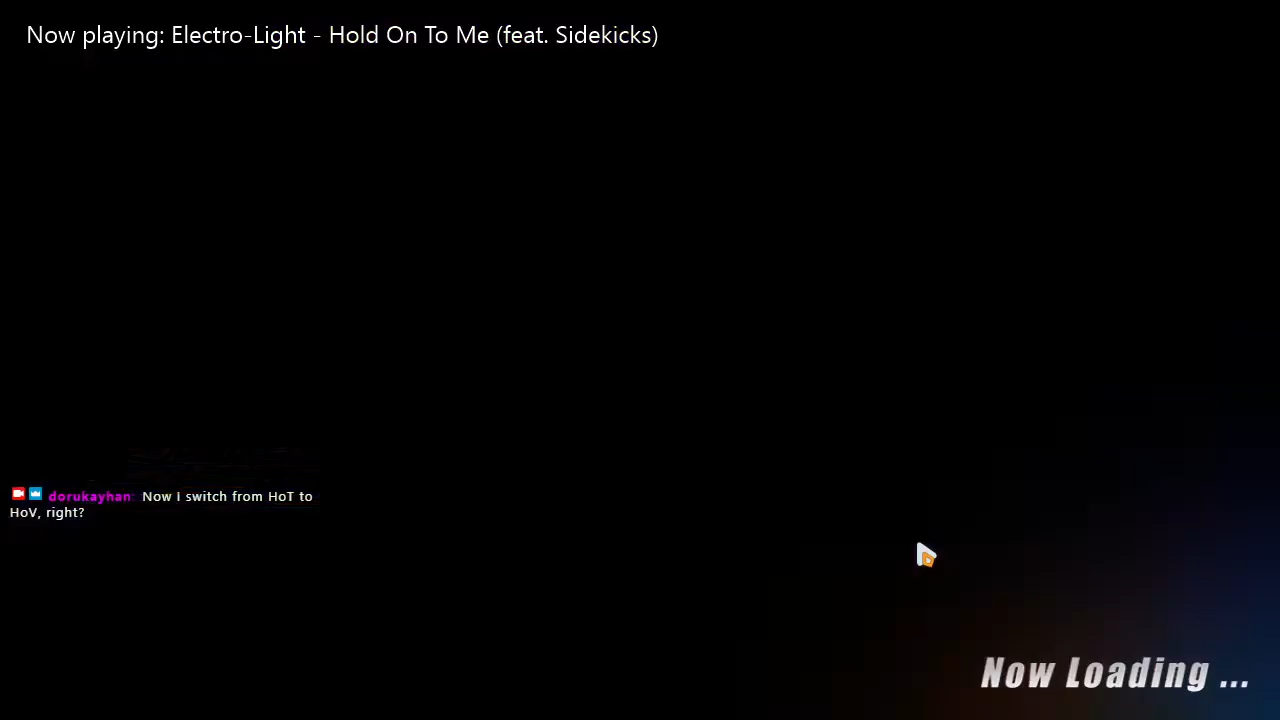 Now playing: Electro-Light - Hold On To Me (feat. Sidekicks)
dorukayhan: Now I switch from HoT to
HoV, right?
Now Loading ...